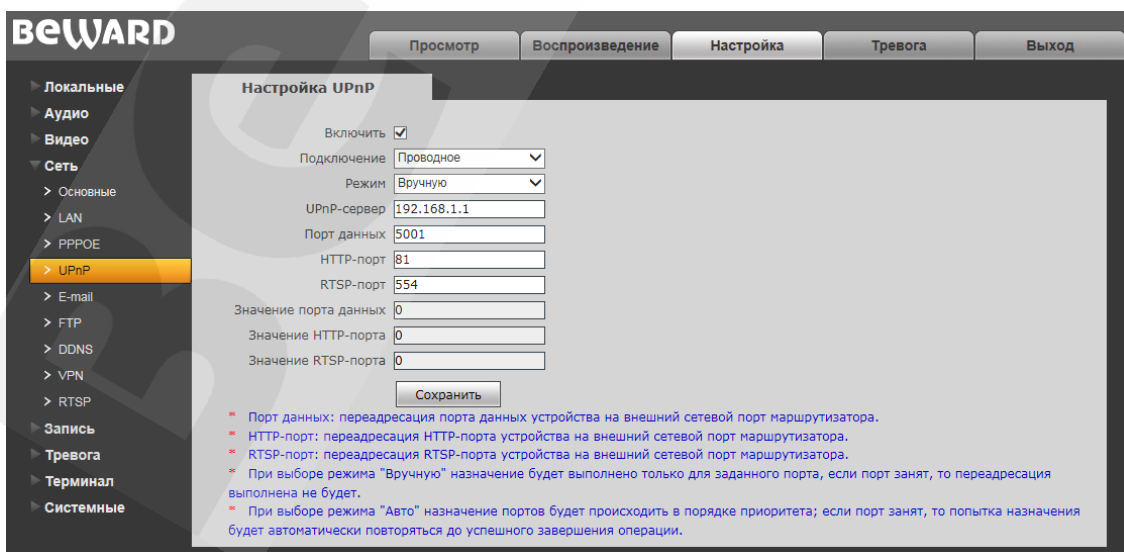 BEWARD
Просмотр Воспроизведение Настройка Тревога Выход
Локальные
Аудио
Видео
Сеть
Основные
LAN
PPPOE
UPnP
E-mail
FTP
DDNS
VPN
RTSP
Запись
Тревога
Терминал
Системные
Настройка UPnP
Включить
Подключение Проводное
Режим Вручную
UPnP-сервер 192.168.1.1
Порт данных 5001
HTTP-порт 81
RTSP-порт 554
Значение порта данных 0
Значение HTTP-порта 0
Значение RTSP-порта 0
Сохранить
* Порт данных: переадресация порта данных устройства на внешний сетевой порт маршрутизатора.
* HTTP-порт: переадресация HTTP-порта устройства на внешний сетевой порт маршрутизатора.
* RTSP-порт: переадресация RTSP-порта устройства на внешний сетевой порт маршрутизатора.
* При выборе режима "Вручную" назначение будет выполнено только для заданного порта, если порт занят, то переадресация
выполнена не будет.
* При выборе режима "Авто" назначение портов будет происходить в порядке приоритета; если порт занят, то попытка назначения
будет автоматически повторяться до успешного завершения операции.